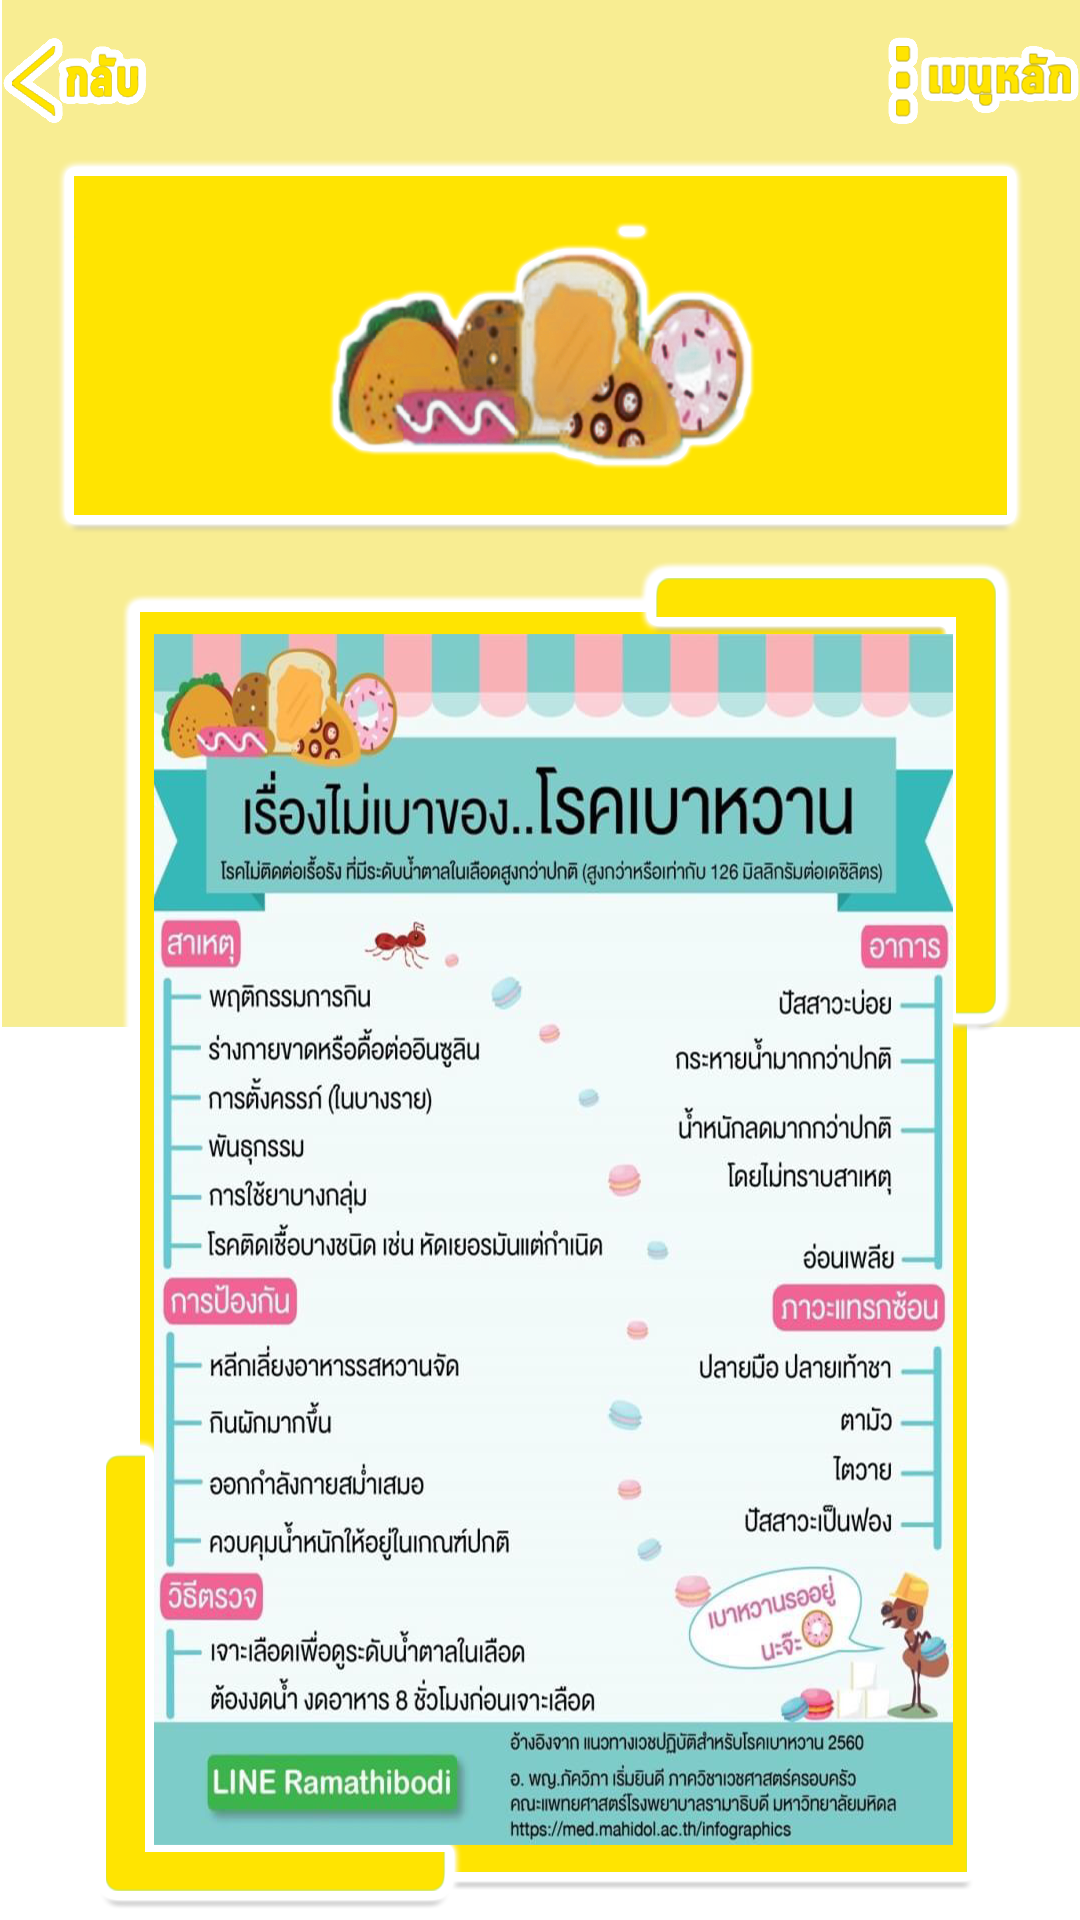 กลับ
เมนูหลัก
เรื่องไม่เบาของ..โรคเบาหวาน
โรคไม่ติดต่อเรื้อรัง ที่มีระดับน้ำตาลในเลือดสูงกว่าปกติ (สูงกว่าหรือเท่ากับ 126 มิลลิกรัมต่อเดซิลิตร)
สาเหตุ
พฤติกรรมการกิน
ร่างกายขาดหรือดื้อต่ออินซูลิน
การตั้งครรภ์ (ในบางราย)
พันธุกรรม
การใช้ยาบางกลุ่ม
โรคติดเชื้อบางชนิด เช่น หัดเยอรมันแต่กำเนิด
อาการ
ปัสสาวะบ่อย
กระหายน้ำมากกว่าปกติ
น้ำหนักลดมากกว่าปกติ
โดยไม่ทราบสาเหตุ
อ่อนเพลีย
การป้องกัน
หลีกเลี่ยงอาหารรสหวานจัด
กินผักมากขึ้น
ออกกำลังกายสม่ำเสมอ
ควบคุมน้ำหนักให้อยู่ในเกณฑ์ปกติ
ภาวะแทรกซ้อน
ปลายมือ ปลายเท้าชา
ตามัว
ไตวาย
ปัสสาวะเป็นฟอง
วิธีตรวจ
เจาะเลือดเพื่อดูระดับน้ำตาลในเลือด
ต้องงดน้ำ งดอาหาร 8 ชั่วโมงก่อนเจาะเลือด
เบาหวานรออยู่
นะจ๊ะ
LINE Ramathibodi
อ้างอิงจาก แนวทางเวชปฏิบัติสำหรับโรคเบาหวาน 2560
อ. พญ.ภัควิภา เริ่มยินดี ภาควิชาเวชศาสตร์ครอบครัว
คณะแพทยศาสตร์โรงพยาบาลรามาธิบดี มหาวิทยาลัยมหิดล
https://med.mahidol.ac.th/infographics